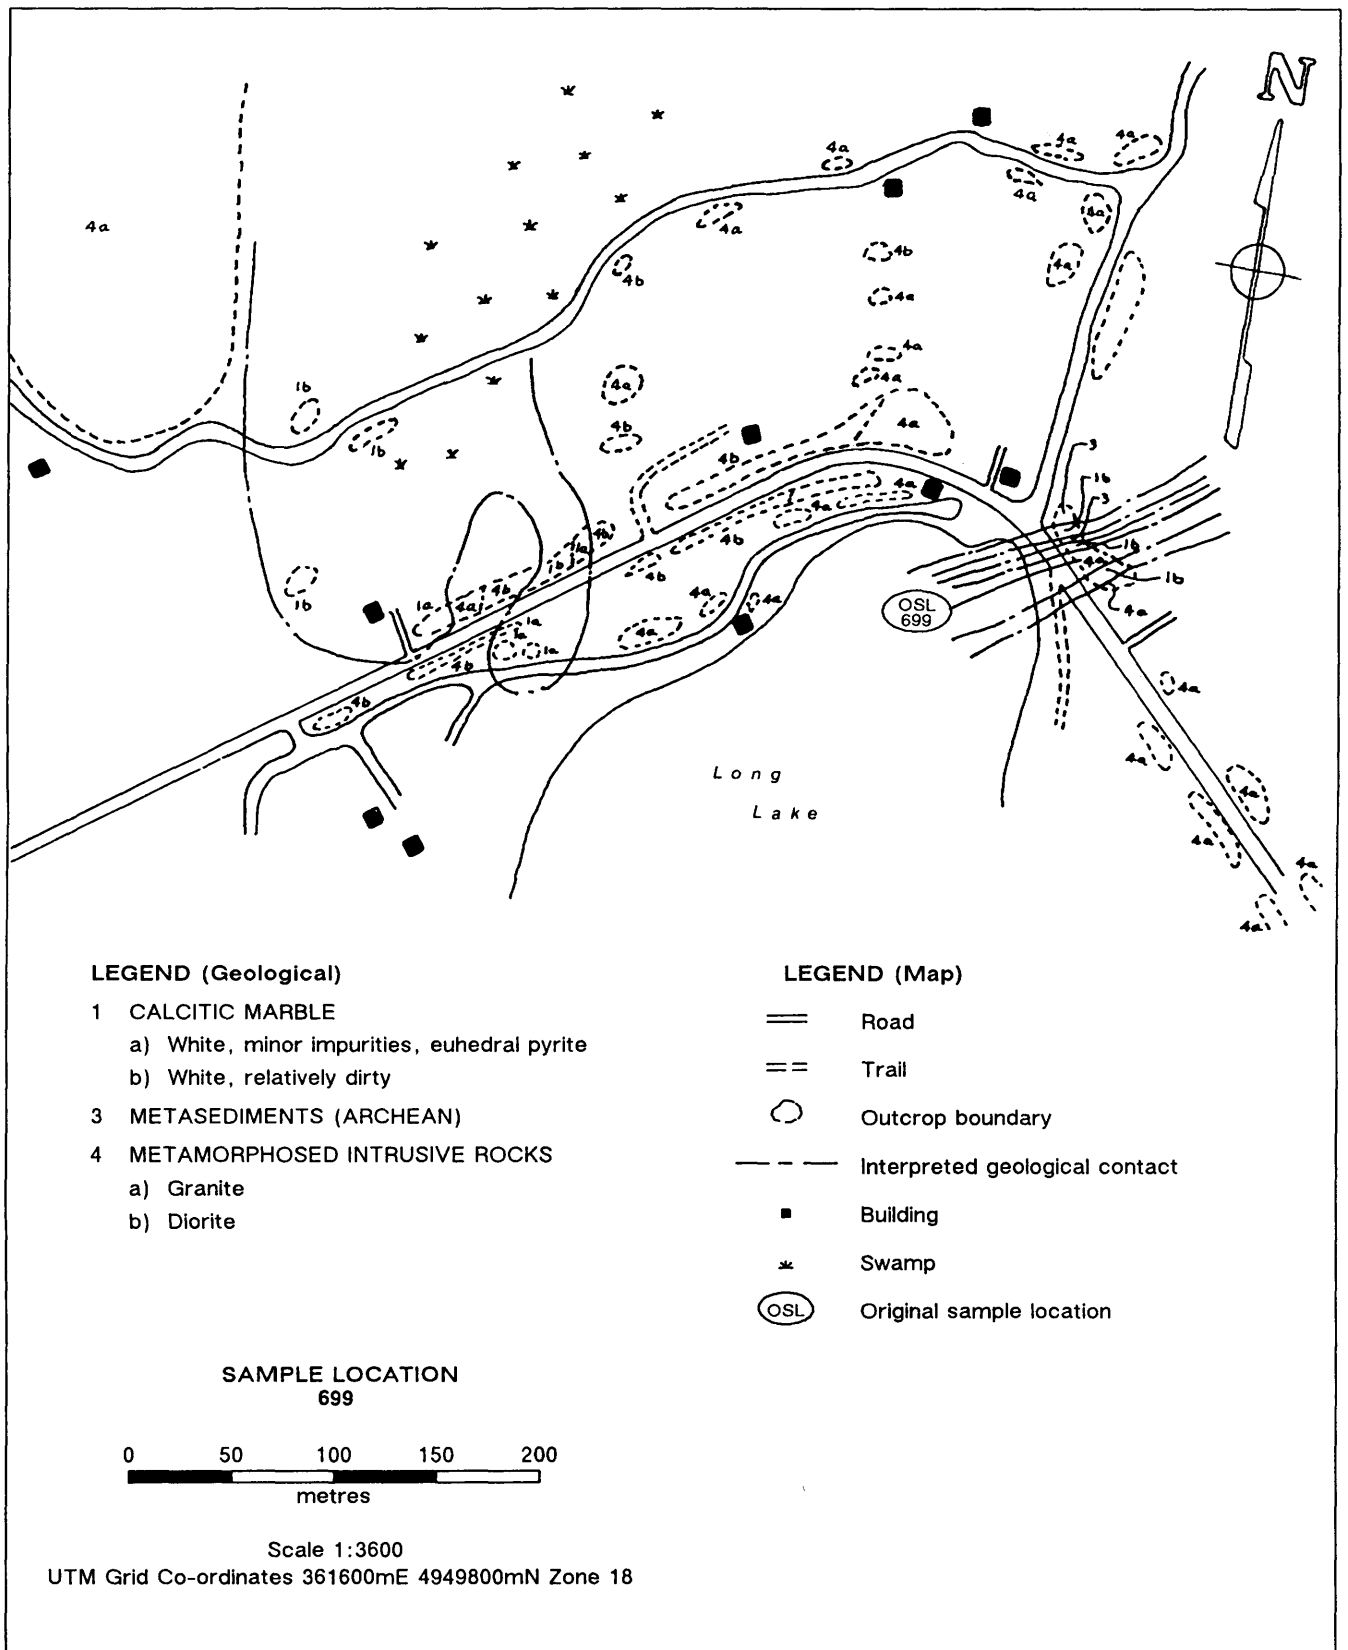 N
4a
4a
4a
4a
4a
4a
4a
4a
4b
4b
4a
4a
4a
4a
4a
4b
4b
4a
1b
1b
1b
4a
4a
4b
4b
4a
4a
4a
4b
1a
1b
4b
1a
4a
1a
1a
1a
4b
4b
3
1b
3
1b
4a
1b
4a
OSL
699
4a
4a
4a
4a
4a
4a
Long
Lake
LEGEND (Geological)
1 CALCITIC MARBLE
a) White, minor impurities, euhedral pyrite
b) White, relatively dirty
3 METASEDIMENTS (ARCHEAN)
4 METAMORPHOSED INTRUSIVE ROCKS
a) Granite
b) Diorite
LEGEND (Map)
Road
Trail
Outcrop boundary
Interpreted geological contact
Building
Swamp
OSL Original sample location
SAMPLE LOCATION
699
0 50 100 150 200
metres
Scale 1:3600
UTM Grid Co-ordinates 361600mE 4949800mN Zone 18